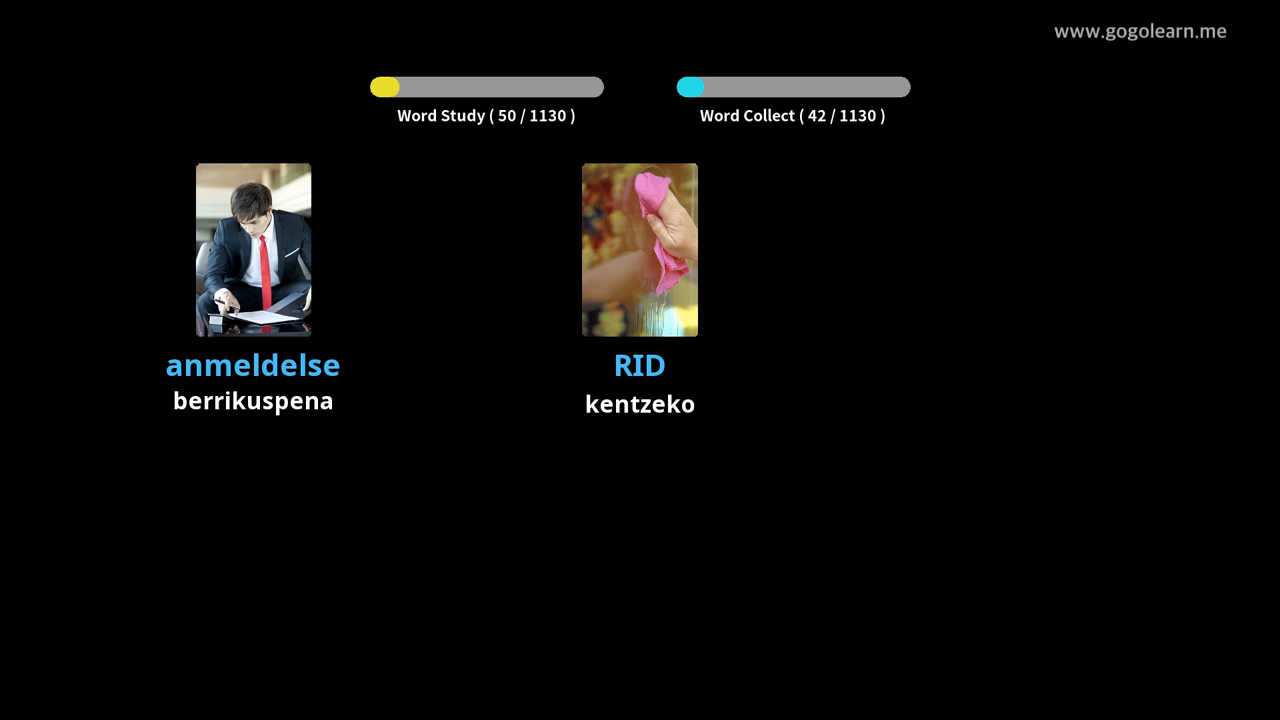 www.gogolearn.me
Word Study ( 50 / 1130 )
Word Collect ( 42 / 1130 )
anmeldelse
berrikuspena
RID
kentzeko